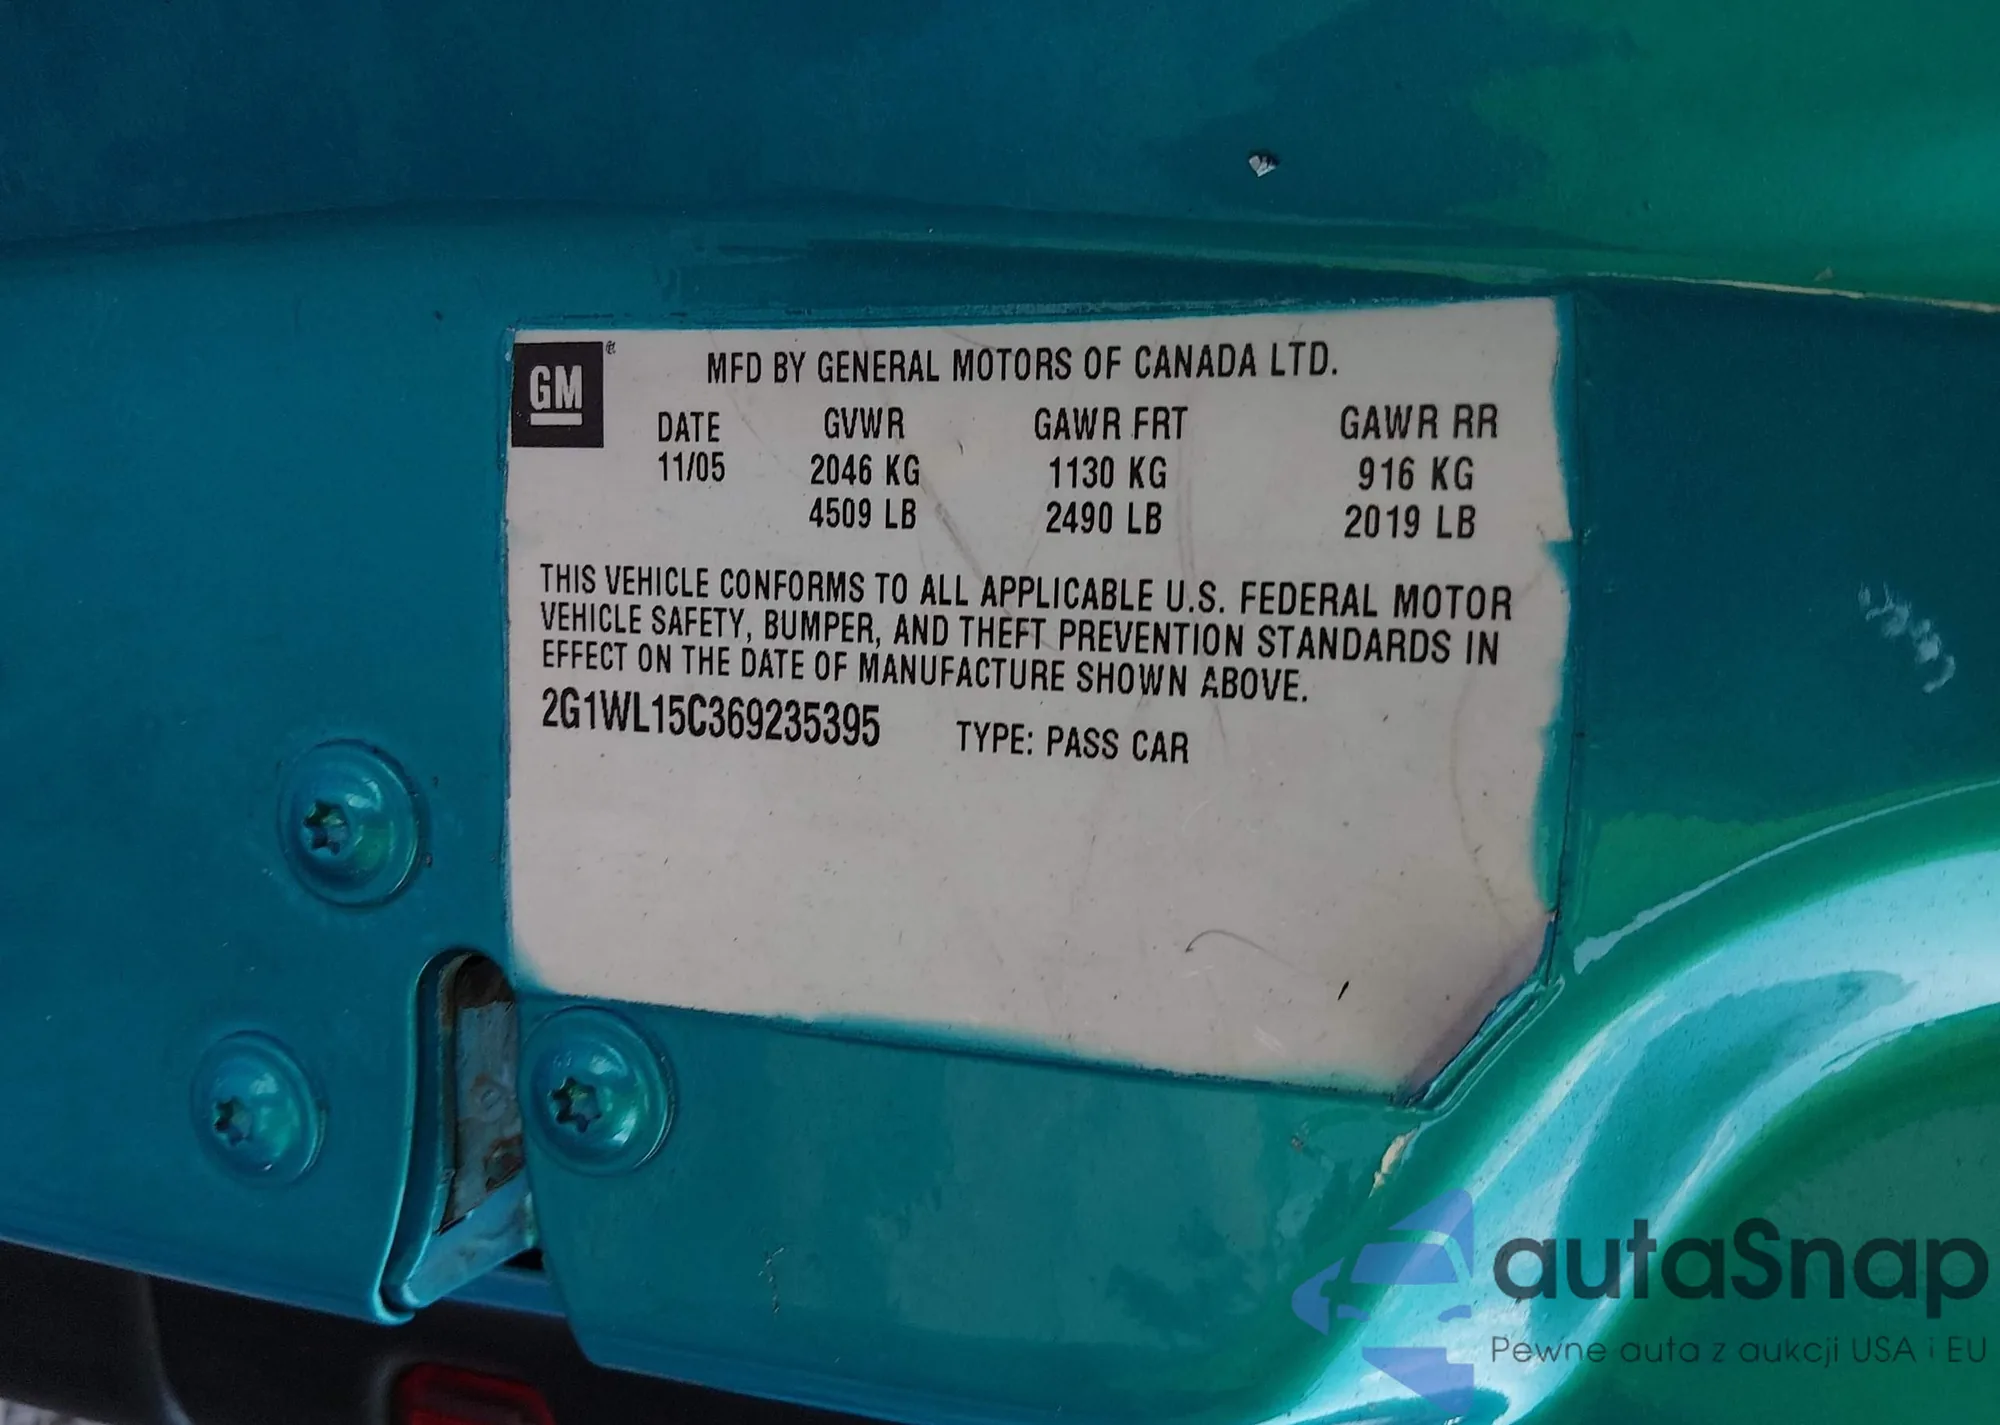 GM
MFD BY GENERAL MOTORS OF CANADA LTD.
DATE GVWR GAWR FRT GAWR RR
11/05 2046 KG 1130 KG 916 KG
4509 LB 2490 LB 2019 LB
THIS VEHICLE CONFORMS TO ALL APPLICABLE U.S. FEDERAL MOTOR
VEHICLE SAFETY, BUMPER, AND THEFT PREVENTION STANDARDS IN
EFFECT ON THE DATE OF MANUFACTURE SHOWN ABOVE.
2G1WL15C369235395 TYPE: PASS CAR
autaSnap
Pewne auta z aukcji USA i EU